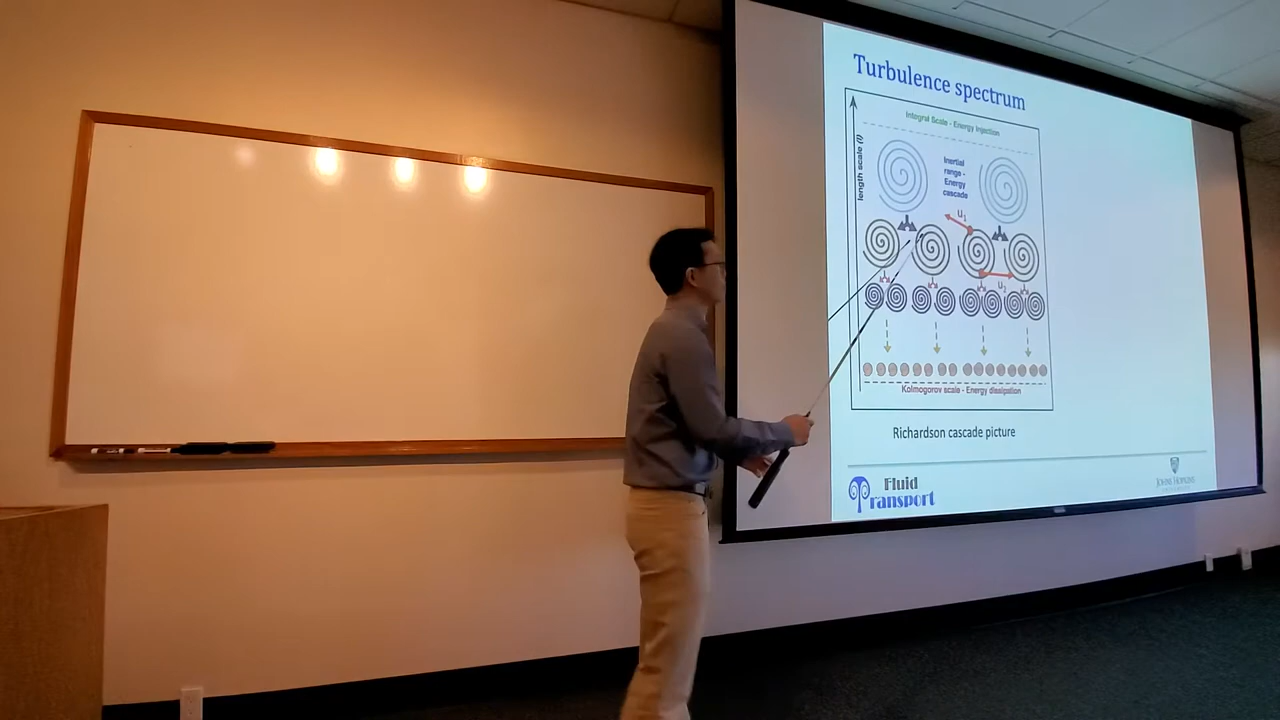 Turbulence spectrum
Integral Scale - Energy Injection
length scale (l)
Inertial
range -
Energy
cascade
u1
u2
Kolmogorov scale - Energy dissipation
Richardson cascade picture
Fluid
Transport
JOHNS HOPKINS